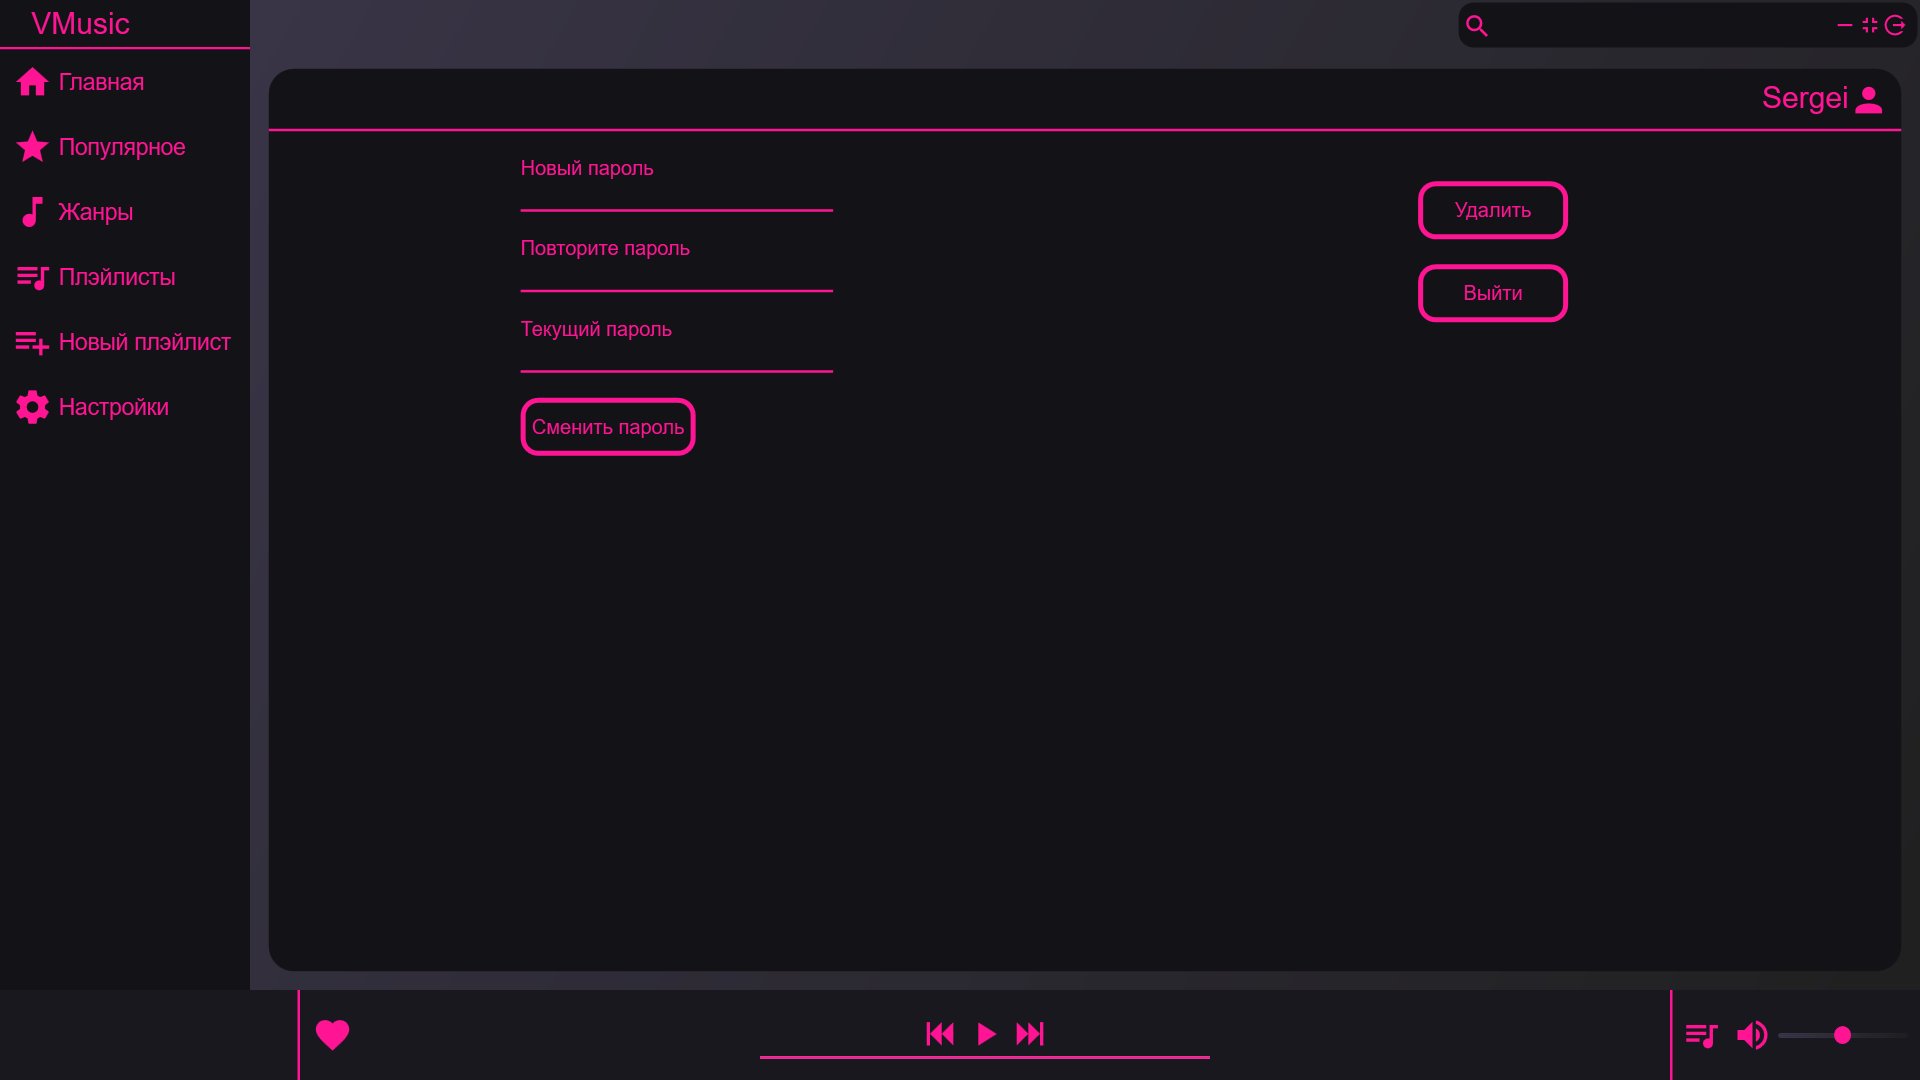 VMusic
Главная
Популярное
Жанры
Плэйлисты
Новый плэйлист
Настройки
Sergei
Новый пароль
Повторите пароль
Текущий пароль
Сменить пароль
Удалить
Выйти